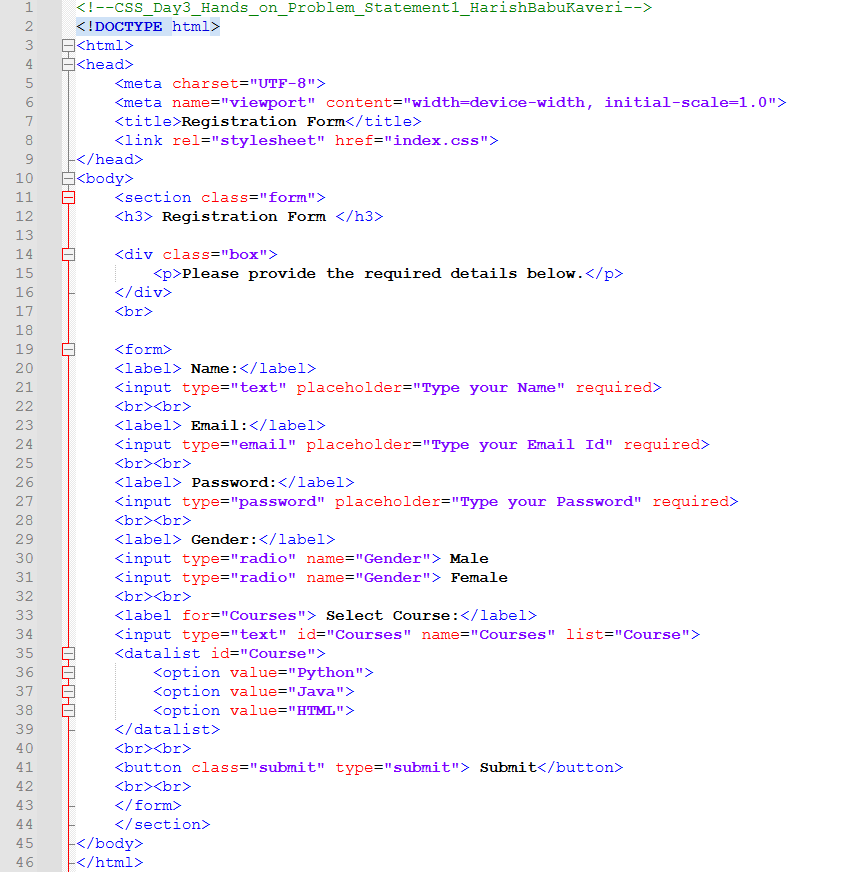 1 <!--CSS_Day3_Hands_on_Problem_Statement1_HarishBabuKaveri-->
2 <!DOCTYPE html>
3 <html>
4 <head>
5     <meta charset="UTF-8">
6     <meta name="viewport" content="width=device-width, initial-scale=1.0">
7     <title>Registration Form</title>
8     <link rel="stylesheet" href="index.css">
9 </head>
10 <body>
11     <section class="form">
12     <h3> Registration Form </h3>
13
14     <div class="box">
15         <p>Please provide the required details below.</p>
16     </div>
17     <br>
18
19     <form>
20     <label> Name:</label>
21     <input type="text" placeholder="Type your Name" required>
22     <br><br>
23     <label> Email:</label>
24     <input type="email" placeholder="Type your Email Id" required>
25     <br><br>
26     <label> Password:</label>
27     <input type="password" placeholder="Type your Password" required>
28     <br><br>
29     <label> Gender:</label>
30     <input type="radio" name="Gender"> Male
31     <input type="radio" name="Gender"> Female
32     <br><br>
33     <label for="Courses"> Select Course:</label>
34     <input type="text" id="Courses" name="Courses" list="Course">
35     <datalist id="Course">
36         <option value="Python">
37         <option value="Java">
38         <option value="HTML">
39     </datalist>
40     <br><br>
41     <button class="submit" type="submit"> Submit</button>
42     <br><br>
43     </form>
44     </section>
45 </body>
46 </html>